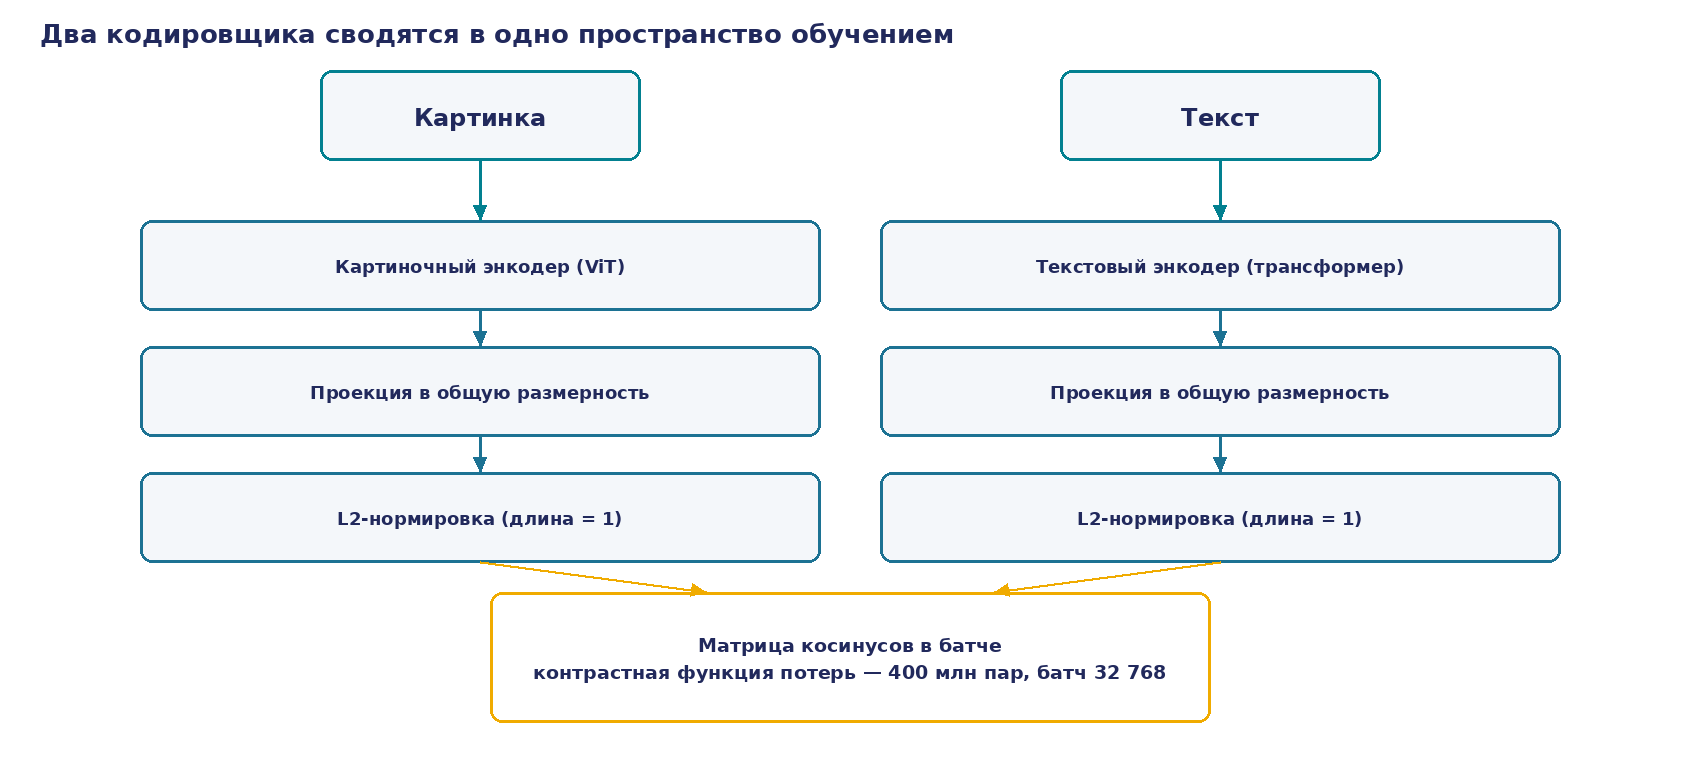 Два кодировщика сводятся в одно пространство обучением
Картинка
Текст
Картиночный энкодер (ViT)
Текстовый энкодер (трансформер)
Проекция в общую размерность
Проекция в общую размерность
L2-нормировка (длина = 1)
L2-нормировка (длина = 1)
Матрица косинусов в батче
контрастная функция потерь — 400 млн пар, батч 32 768